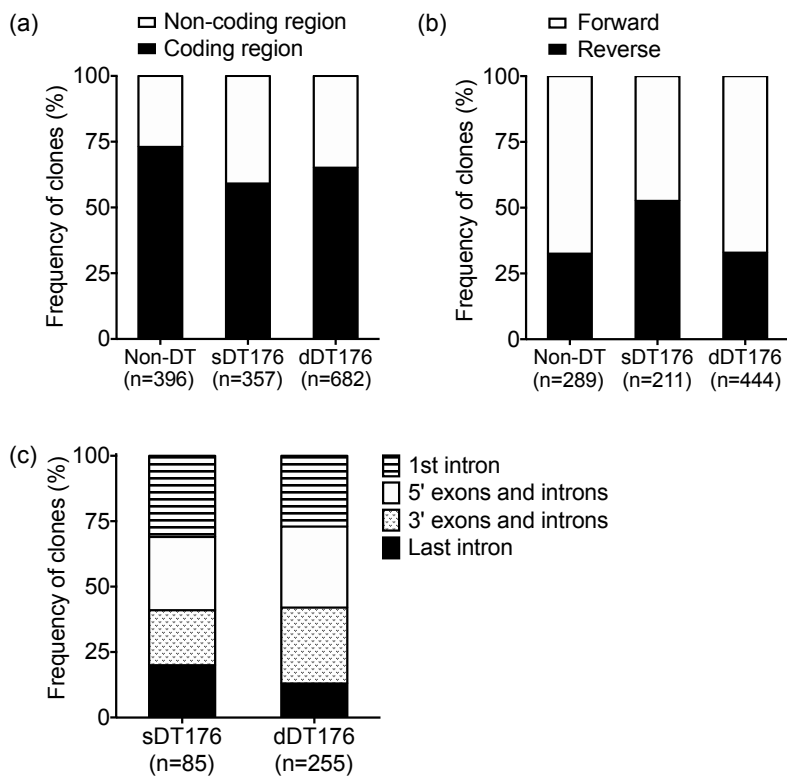 (a)
Non-coding region
Coding region
Frequency of clones (%)
100
75
50
25
0
Non-DT
(n=396)
sDT176
(n=357)
dDT176
(n=682)
(b)
Forward
Reverse
Frequency of clones (%)
100
75
50
25
0
Non-DT
(n=289)
sDT176
(n=211)
dDT176
(n=444)
(c)
1st intron
5' exons and introns
3' exons and introns
Last intron
Frequency of clones (%)
100
75
50
25
0
sDT176
(n=85)
dDT176
(n=255)